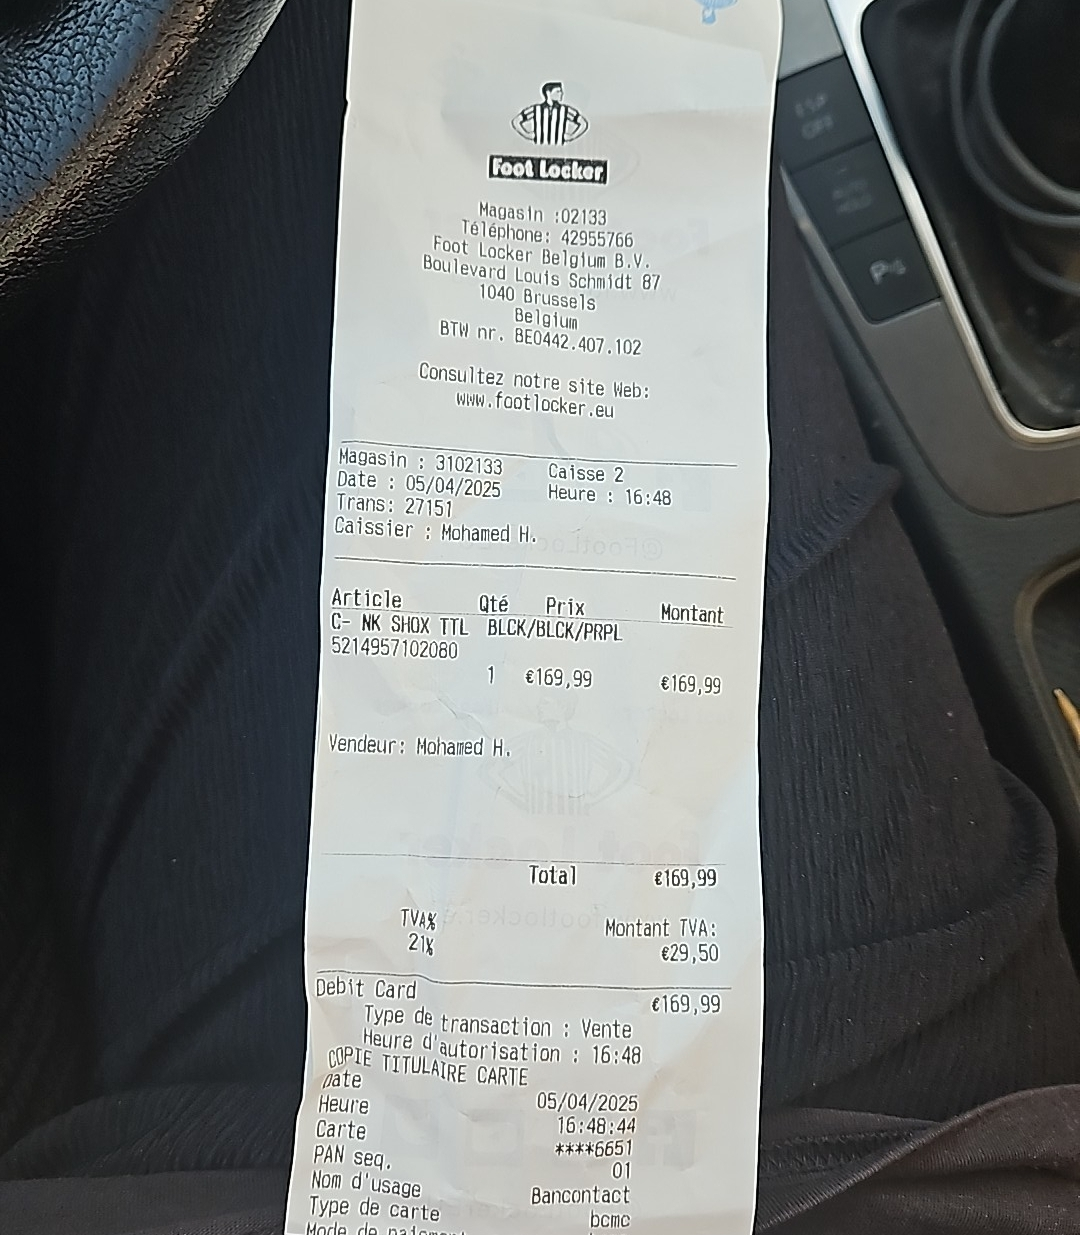 Foot Locker
Magasin :02133
Téléphone: 42955766
Foot Locker Belgium B.V.
Boulevard Louis Schmidt 87
1040 Brussels
Belgium
BTW nr. BE0442.407.102
Consultez notre site Web:
www.footlocker.eu
Magasin : 3102133 Caisse 2
Date : 05/04/2025 Heure : 16:48
Trans: 27151
Caissier : Mohamed H.
Article Qté Prix Montant
C- NK SHOX TTL BLCK/BLCK/PRPL
5214957102080
1 €169,99 €169,99
Vendeur: Mohamed H.
Total €169,99
TVA% Montant TVA:
21% €29,50
Debit Card €169,99
Type de transaction : Vente
Heure d'autorisation : 16:48
COPIE TITULAIRE CARTE
Date 05/04/2025
Heure 16:48:44
Carte ****6651
PAN seq. 01
Nom d'usage Bancontact
Type de carte bcmc
Mode de paiement
ESP OFF